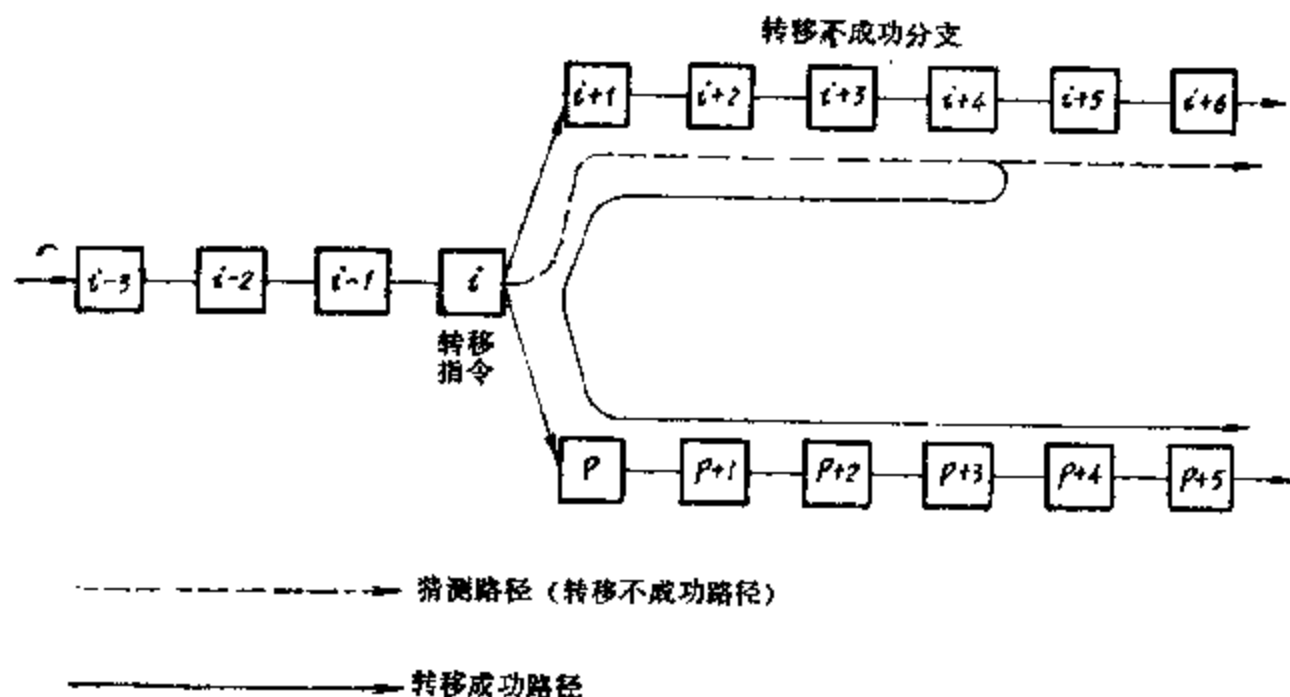 转移不成功分支
i+1 i+2 i+3 i+4 i+5 i+6
i-3 i-2 i-1 i
转移
指令
P P+1 P+2 P+3 P+4 P+5
猜测路径（转移不成功路径）
转移成功路径